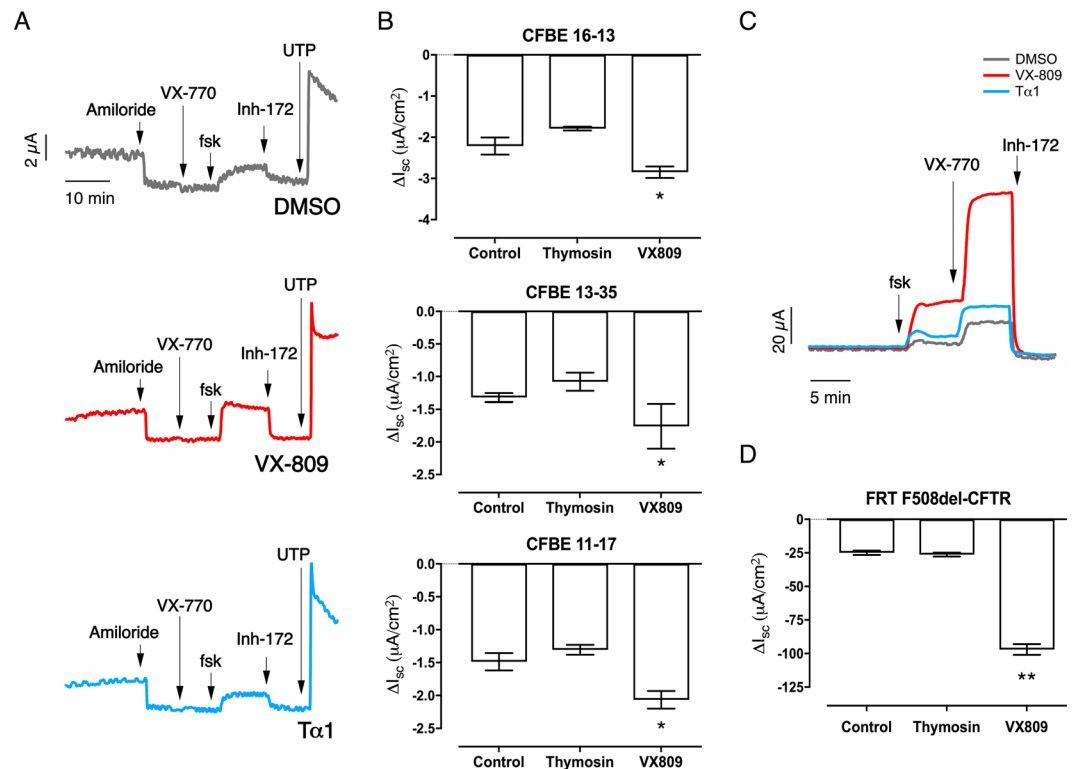 A
UTP
VX-770
Amiloride
Inh-172
fsk
2 µA
10 min
DMSO
UTP
VX-770
Inh-172
Amiloride
fsk
VX-809
UTP
VX-770
Amiloride
Inh-172
fsk
Tα1
B
CFBE 16-13
0
-1
-2
-3
-4
ΔIsc (µA/cm2)
*
Control Thymosin VX809
CFBE 13-35
0.0
-0.5
-1.0
-1.5
-2.0
-2.5
ΔIsc (µA/cm2)
*
Control Thymosin VX809
CFBE 11-17
0.0
-0.5
-1.0
-1.5
-2.0
-2.5
ΔIsc (µA/cm2)
*
Control Thymosin VX809
C
DMSO
VX-809
Tα1
Inh-172
VX-770
fsk
20 µA
5 min
D
FRT F508del-CFTR
0
-25
-50
-75
-100
-125
ΔIsc (µA/cm2)
**
Control Thymosin VX809